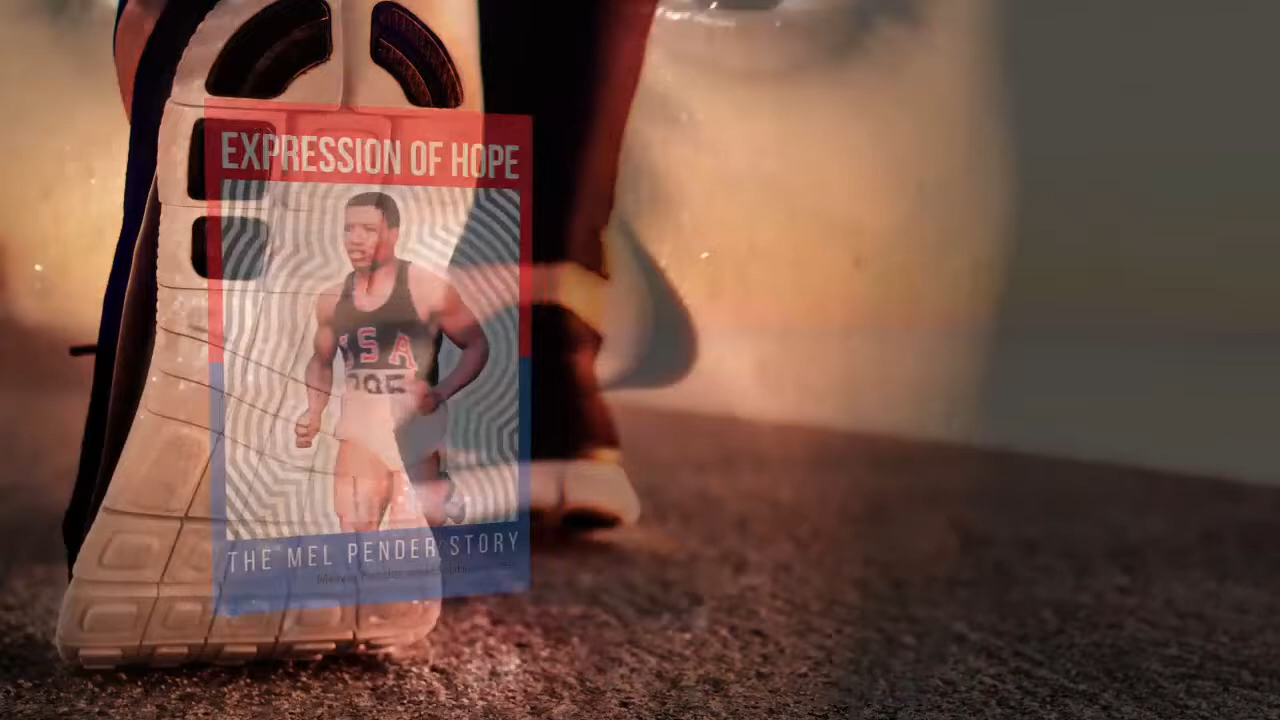 EXPRESSION OF HOPE
USA
THE MEL PENDER STORY